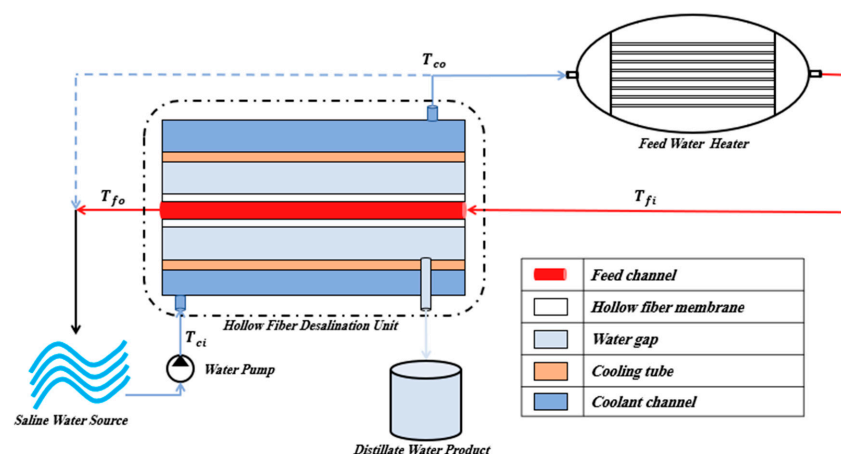 T_co
Feed Water Heater
T_fo
T_fi
Feed channel
Hollow fiber membrane
Water gap
Cooling tube
Coolant channel
Hollow Fiber Desalination Unit
T_ci
Water Pump
Saline Water Source
Distillate Water Product